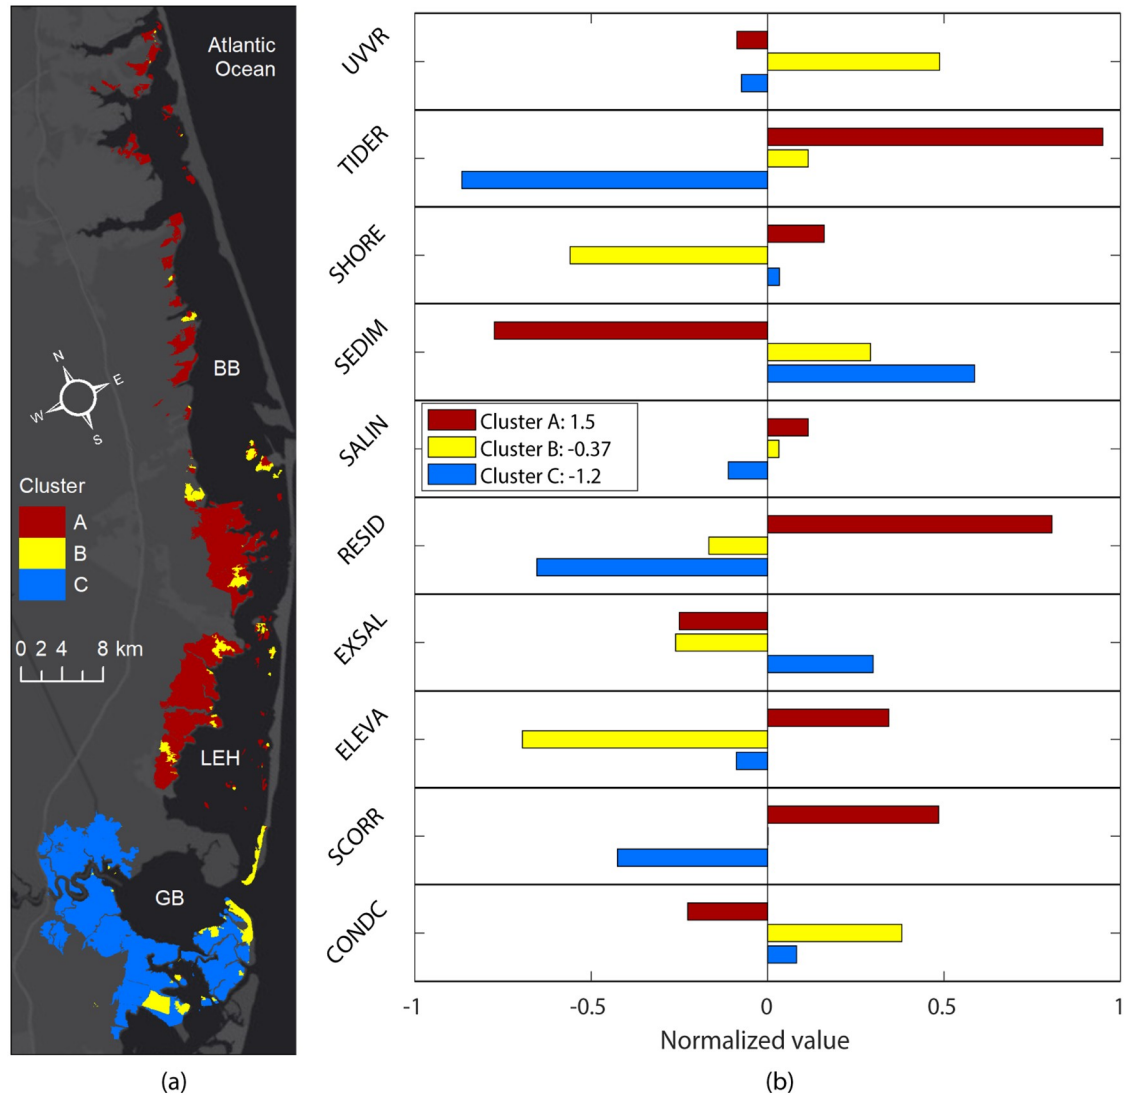 Atlantic
Ocean
BB
N
E
W
S
Cluster
A
B
C
0 2 4 8 km
LEH
GB
(a)
UVVR
TIDER
SHORE
SEDIM
SALIN
Cluster A: 1.5
Cluster B: -0.37
Cluster C: -1.2
RESID
EXSAL
ELEVA
SCORR
CONDC
-1 -0.5 0 0.5 1
Normalized value
(b)